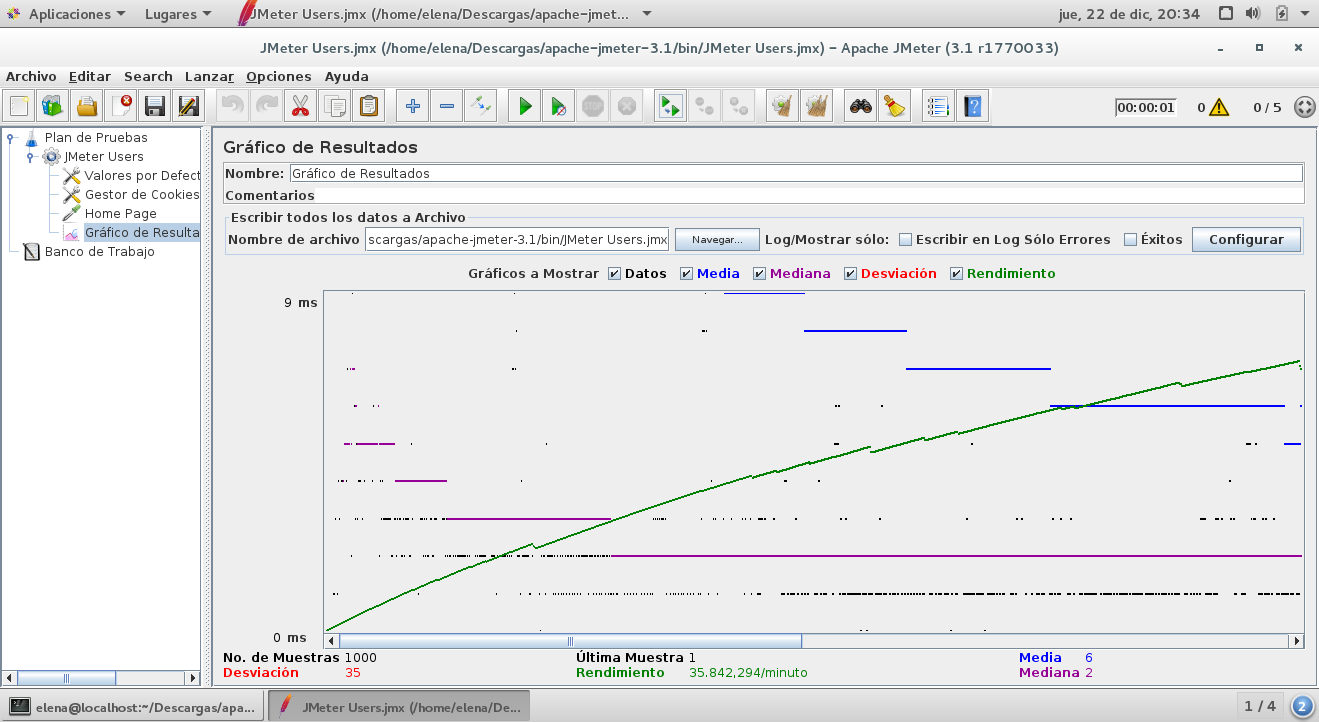 Aplicaciones Lugares JMeter Users.jmx (/home/elena/Descargas/apache-jmet... jue, 22 de dic, 20:34
JMeter Users.jmx (/home/elena/Descargas/apache-jmeter-3.1/bin/JMeter Users.jmx) - Apache JMeter (3.1 r1770033)
Archivo Editar Search Lanzar Opciones Ayuda
00:00:01 0 0 / 5
Plan de Pruebas
JMeter Users
Valores por Defect
Gestor de Cookies
Home Page
Gráfico de Resulta
Banco de Trabajo
Gráfico de Resultados
Nombre: Gráfico de Resultados
Comentarios
Escribir todos los datos a Archivo
Nombre de archivo scargas/apache-jmeter-3.1/bin/JMeter Users.jmx Navegar... Log/Mostrar sólo: Escribir en Log Sólo Errores Éxitos Configurar
Gráficos a Mostrar Datos Media Mediana Desviación Rendimiento
9 ms
0 ms
No. de Muestras 1000 Última Muestra 1 Media 6
Desviación 35 Rendimiento 35.842,294/minuto Mediana 2
elena@localhost:~/Descargas/apa... JMeter Users.jmx (/home/elena/De... 1 / 4 2